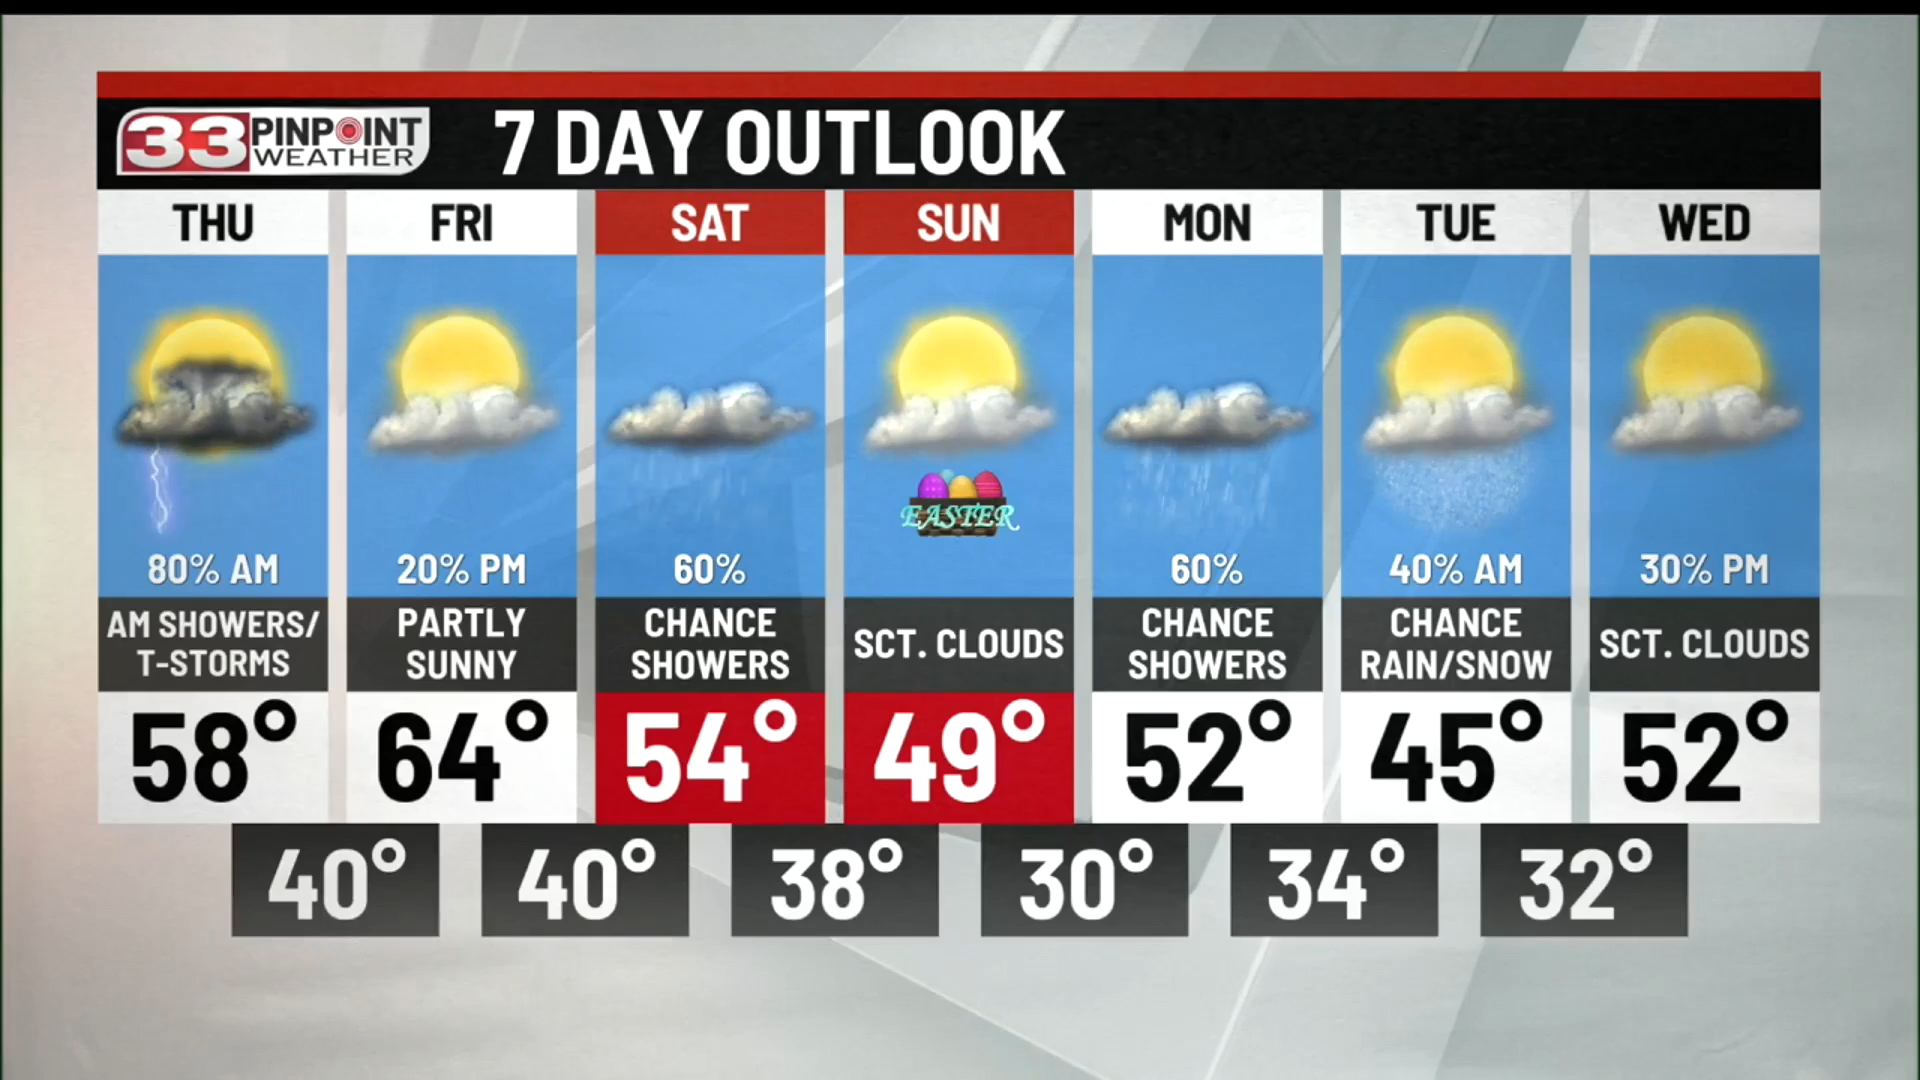 33 PINPOINT
WEATHER
7 DAY OUTLOOK
THU
FRI
SAT
SUN
MON
TUE
WED
EASTER
80% AM
20% PM
60%
60%
40% AM
30% PM
AM SHOWERS/
T-STORMS
PARTLY
SUNNY
CHANCE
SHOWERS
SCT. CLOUDS
CHANCE
SHOWERS
CHANCE
RAIN/SNOW
SCT. CLOUDS
58°
64°
54°
49°
52°
45°
52°
40°
40°
38°
30°
34°
32°